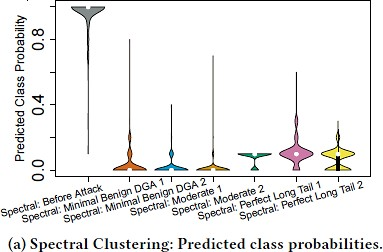 Predicted Class Probability
0.8
0.4
0.0
Spectral: Before Attack
Spectral: Minimal Benign DGA 1
Spectral: Minimal Benign DGA 2
Spectral: Moderate 1
Spectral: Moderate 2
Spectral: Perfect Long Tail 1
Spectral: Perfect Long Tail 2
(a) Spectral Clustering: Predicted class probabilities.